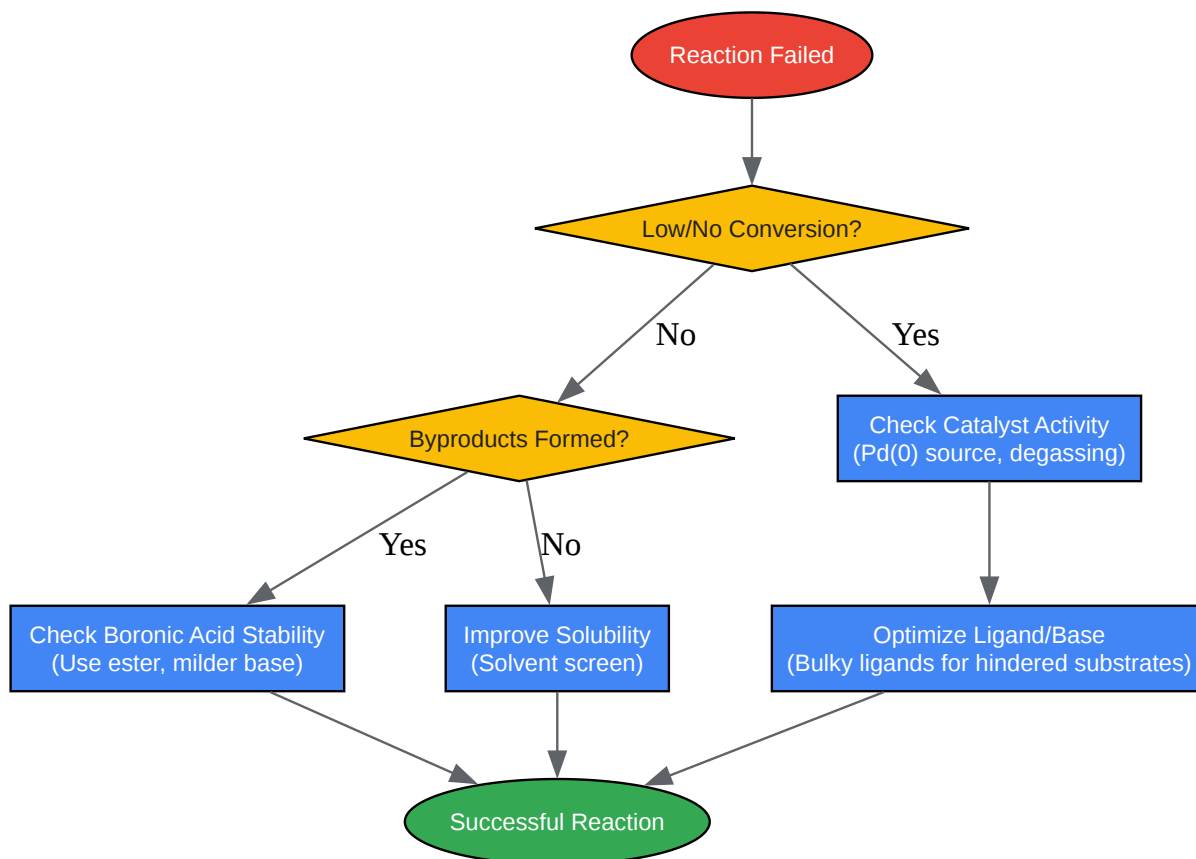 Reaction Failed
Low/No Conversion?
No
Yes
Byproducts Formed?
Check Catalyst Activity
(Pd(0) source, degassing)
Yes
No
Check Boronic Acid Stability
(Use ester, milder base)
Improve Solubility
(Solvent screen)
Optimize Ligand/Base
(Bulky ligands for hindered substrates)
Successful Reaction